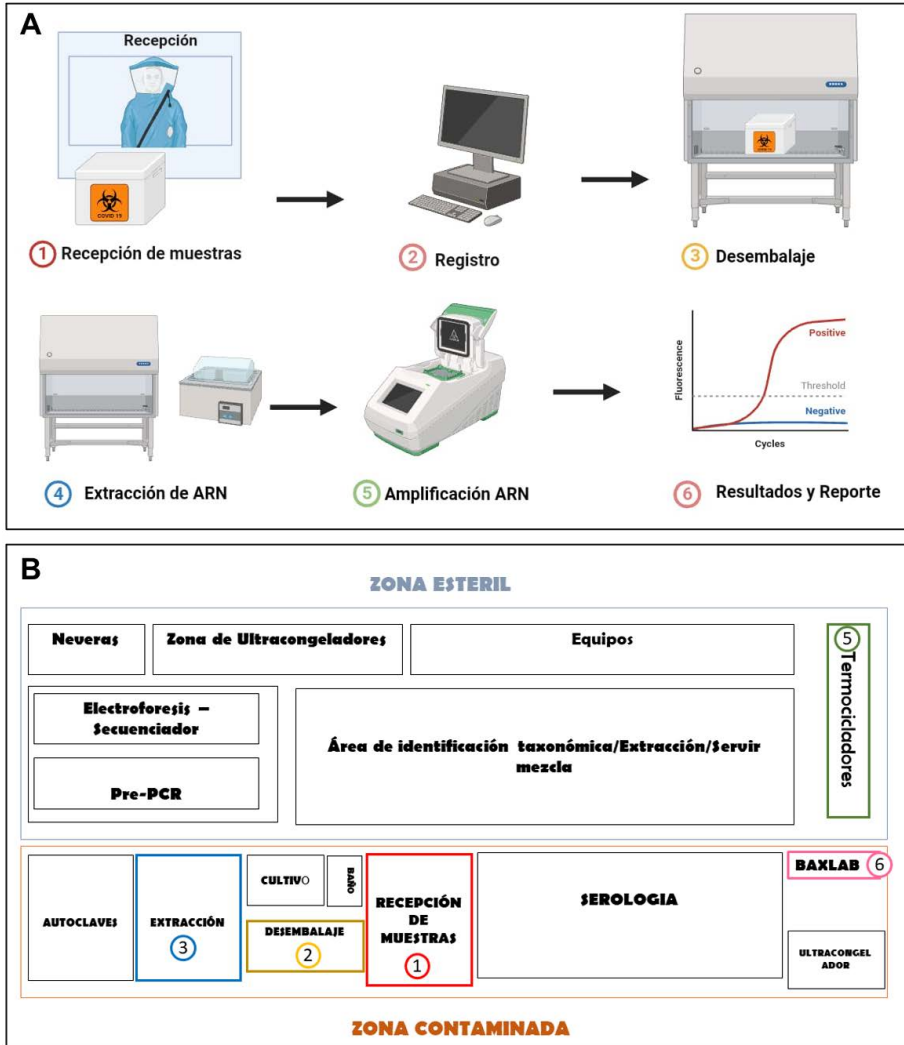 A
Recepción
COVID 19
1 Recepción de muestras
2 Registro
3 Desembalaje
4 Extracción de ARN
5 Amplificación ARN
Fluorescence
Positive
Threshold
Negative
Cycles
6 Resultados y Reporte
B
ZONA ESTERIL
Neveras
Zona de Ultracongeladores
Equipos
5
Termocicladores
Electroforesis –
Secuenciador
Pre-PCR
Área de identificación taxonómica/Extracción/Servir
mezcla
AUTOCLAVES
EXTRACCIÓN
3
CULTIVO
BAÑO
DESEMBALAJE
2
RECEPCIÓN
DE
MUESTRAS
1
SEROLOGIA
BAXLAB 6
ULTRACONGEL
ADOR
ZONA CONTAMINADA